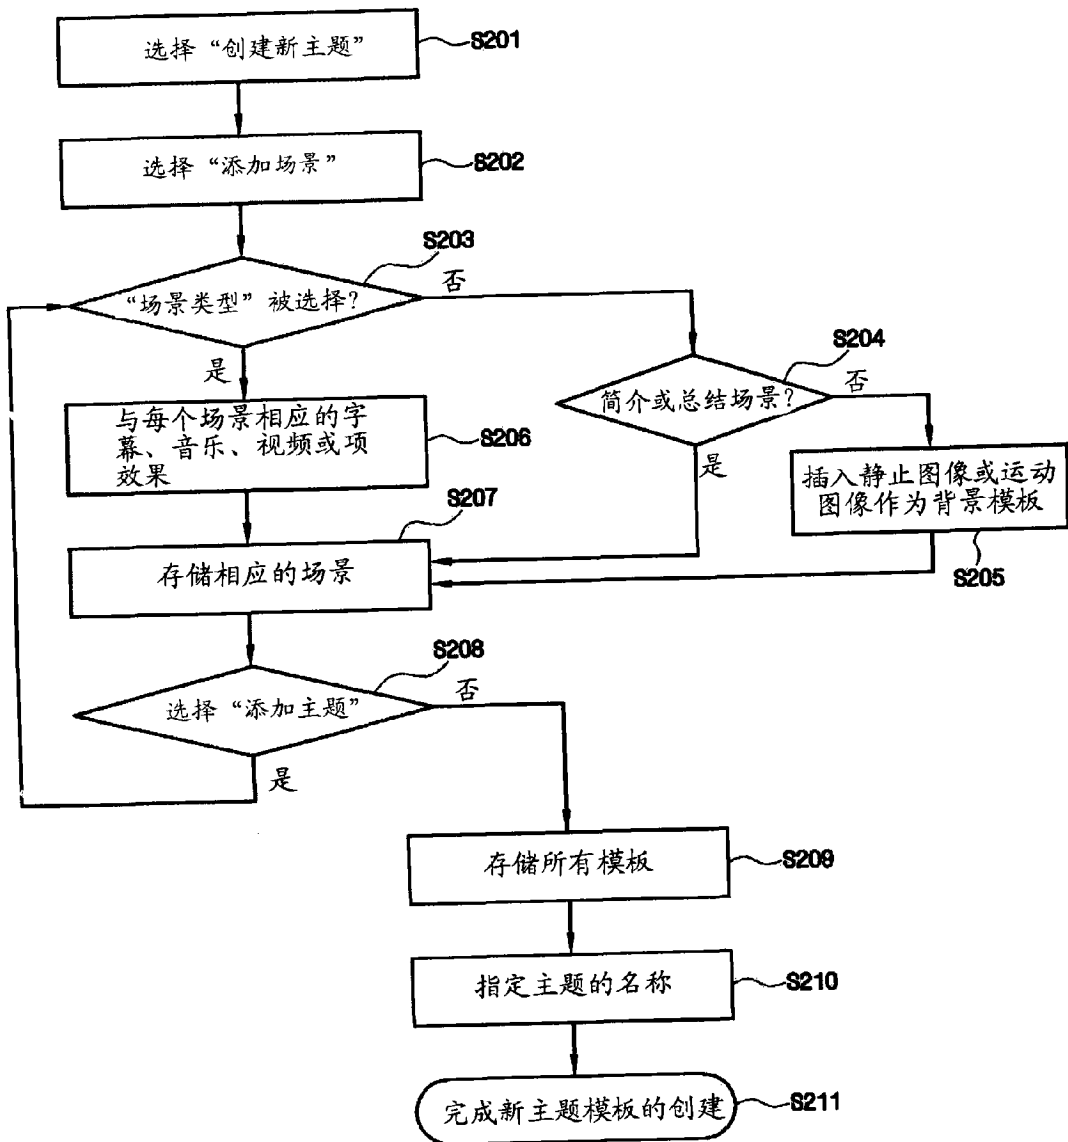 选择“创建新主题”
S201
选择“添加场景”
S202
S203
“场景类型”被选择?
否
是
S204
简介或总结场景?
否
是
与每个场景相应的字
幕、音乐、视频或项
效果
S206
插入静止图像或运动
图像作为背景模板
S205
S207
存储相应的场景
S208
选择“添加主题”
否
是
存储所有模板
S209
指定主题的名称
S210
完成新主题模板的创建
S211